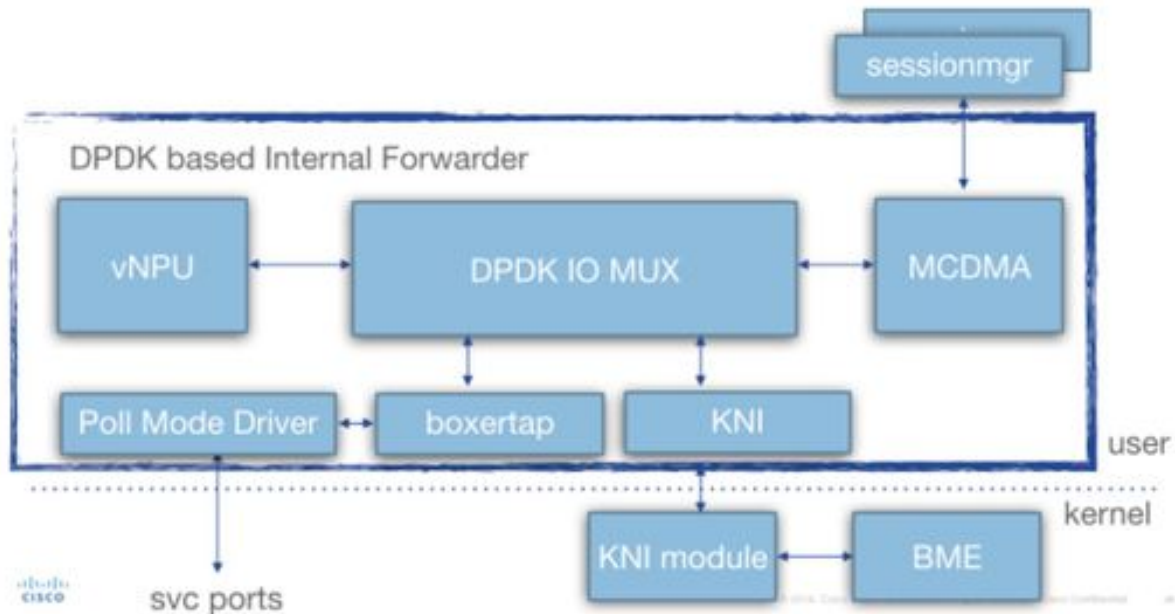 sessionmgr
DPDK based Internal Forwarder
vNPU
DPDK IO MUX
MCDMA
Poll Mode Driver
boxertap
KNI
user
kernel
KNI module
BME
CISCO
svc ports